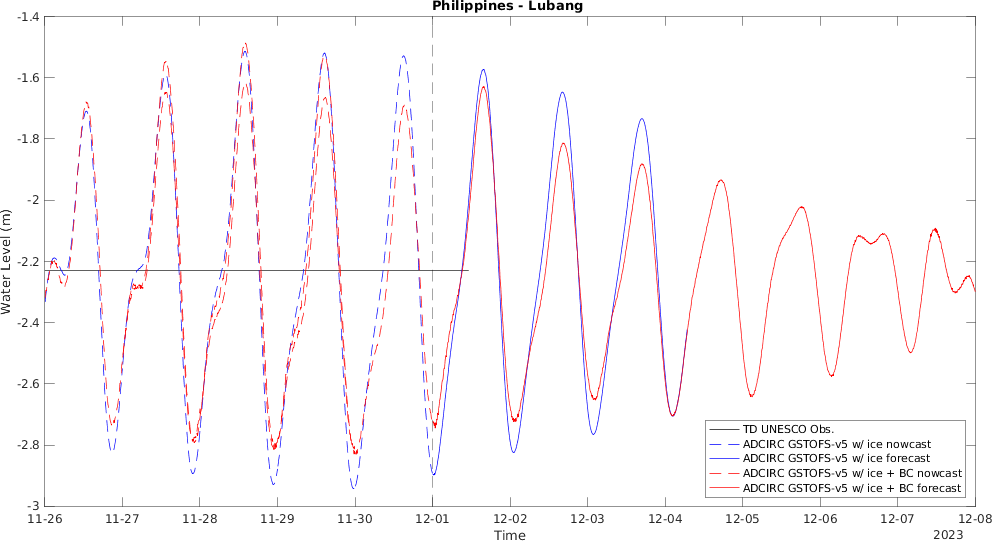 Philippines - Lubang
Water Level (m)
-1.4
-1.6
-1.8
-2
-2.2
-2.4
-2.6
-2.8
-3
TD UNESCO Obs.
ADCIRC GSTOFS-v5 w/ ice nowcast
ADCIRC GSTOFS-v5 w/ ice forecast
ADCIRC GSTOFS-v5 w/ ice + BC nowcast
ADCIRC GSTOFS-v5 w/ ice + BC forecast
11-26 11-27 11-28 11-29 11-30 12-01 12-02 12-03 12-04 12-05 12-06 12-07 12-08
Time
2023